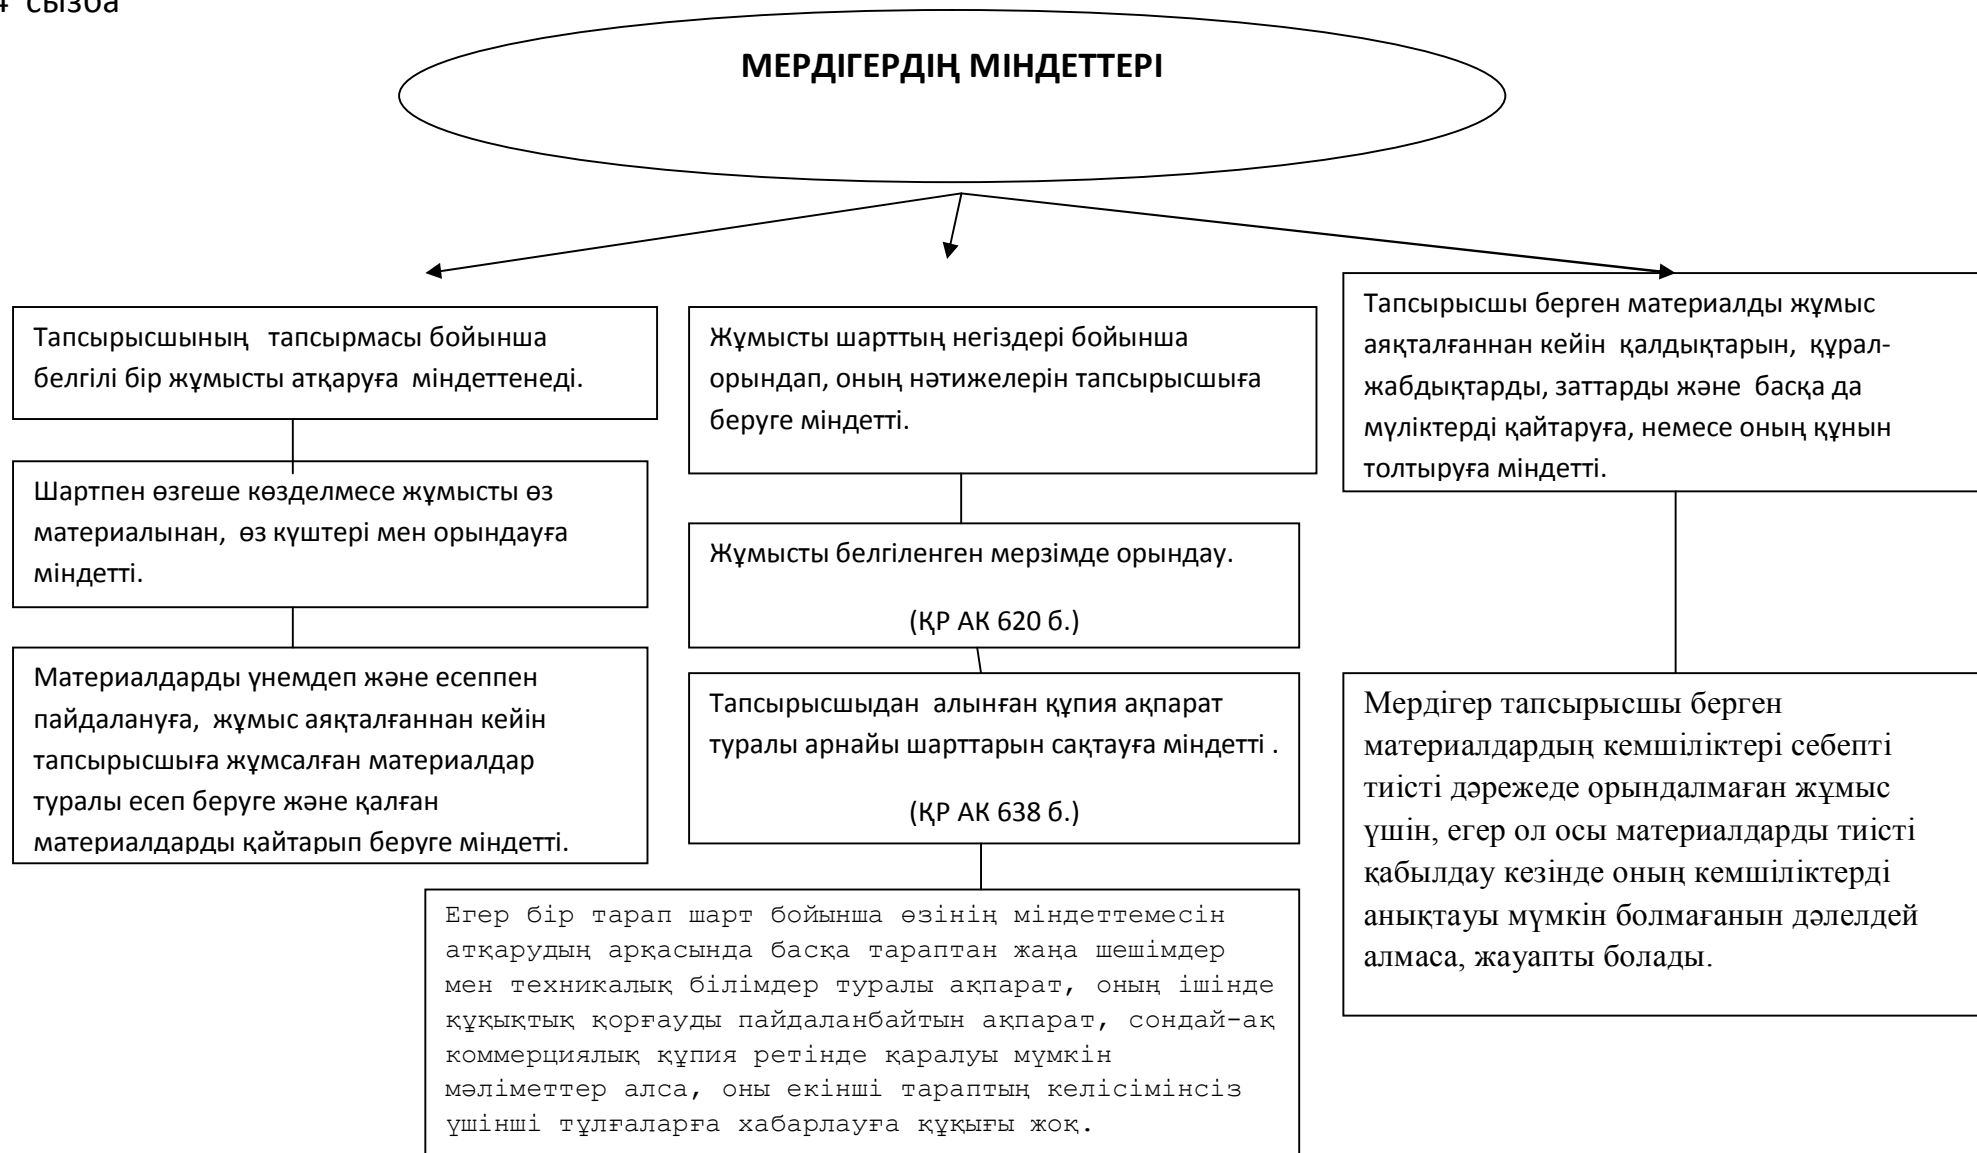 сызба
МЕРДІГЕРДІҢ МІНДЕТТЕРІ
Тапсырысшының тапсырмасы бойынша
белгілі бір жұмысты атқаруға міндеттенеді.
Шартпен өзгеше көзделмесе жұмысты өз
материалынан, өз күштері мен орындауға
міндетті.
Материалдарды үнемдеп және есеппен
пайдалануға, жұмыс аяқталғаннан кейін
тапсырысшыға жұмсалған материалдар
туралы есеп беруге және қалған
материалдарды қайтарып беруге міндетті.
Жұмысты шарттың негіздері бойынша
орындап, оның нәтижелерін тапсырысшыға
беруге міндетті.
Жұмысты белгіленген мерзімде орындау.
(ҚР АК 620 б.)
Тапсырысшыдан алынған құпия ақпарат
туралы арнайы шарттарын сақтауға міндетті .
(ҚР АК 638 б.)
Егер бір тарап шарт бойынша өзінің міндеттемесін
атқарудың арқасында басқа тараптан жаңа шешімдер
мен техникалық білімдер туралы ақпарат, оның ішінде
құқықтық қорғауды пайдаланбайтын ақпарат, сондай-ақ
коммерциялық құпия ретінде қаралуы мүмкін
мәліметтер алса, оны екінші тараптың келісімінсіз
үшінші тұлғаларға хабарлауға құқығы жоқ.
Тапсырысшы берген материалды жұмыс
аяқталғаннан кейін қалдықтарын, құрал-
жабдықтарды, заттарды және басқа да
мүліктерді қайтаруға, немесе оның құнын
толтыруға міндетті.
Мердігер тапсырысшы берген
материалдардың кемшіліктері себепті
тиісті дәрежеде орындалмаған жұмыс
үшін, егер ол осы материалдарды тиісті
қабылдау кезінде оның кемшіліктерді
анықтауы мүмкін болмағанын дәлелдей
алмаса, жауапты болады.